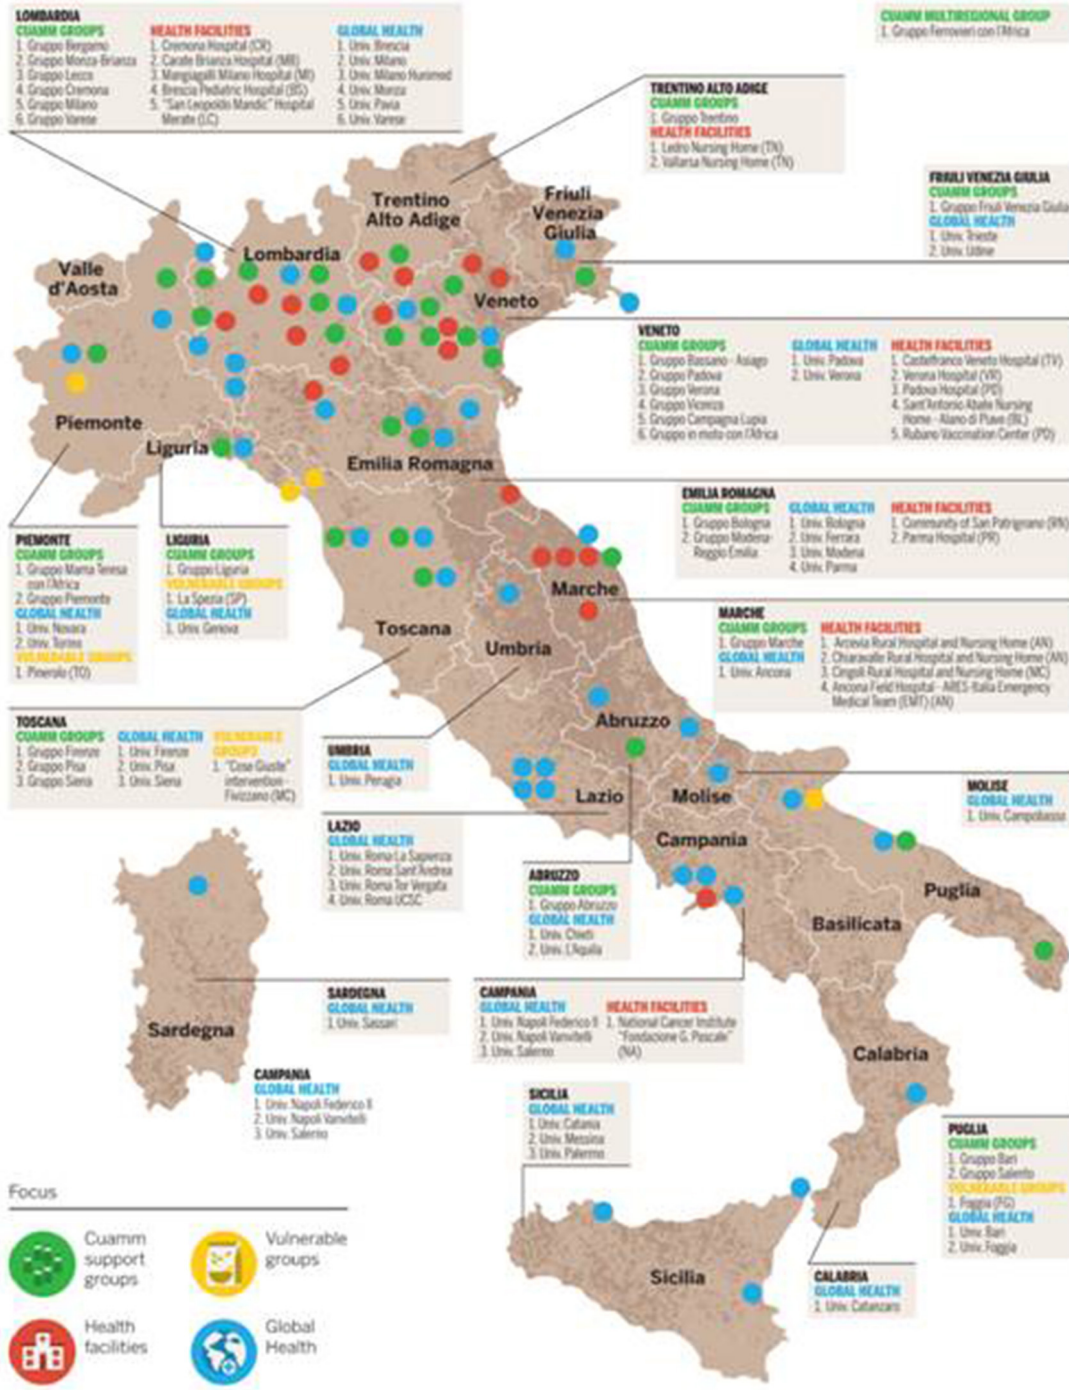 LOMBARDIA
CUAMM GROUPS
1. Gruppo Bergamo
2. Gruppo Monza-Brianza
3. Gruppo Lecco
4. Gruppo Cremona
5. Gruppo Milano
6. Gruppo Varese
HEALTH FACILITIES
1. Cremona Hospital (CR)
2. Carate Brianza Hospital (MB)
3. Mangiagalli Milano Hospital (MI)
4. Brescia Pediatric Hospital (BS)
5. "San Leopoldo Mandic" Hospital
Merate (LC)
GLOBAL HEALTH
1. Univ. Brescia
2. Univ. Milano
3. Univ. Milano Hunimed
4. Univ. Monza
5. Univ. Pavia
6. Univ. Varese
CUAMM MULTIREGIONAL GROUP
1. Gruppo Ferrovieri con l'Africa
TRENTINO ALTO ADIGE
CUAMM GROUPS
1. Gruppo Trentino
HEALTH FACILITIES
1. Ledro Nursing Home (TN)
2. Vallarsa Nursing Home (TN)
FRIULI VENEZIA GIULIA
CUAMM GROUPS
1. Gruppo Friuli Venezia Giulia
GLOBAL HEALTH
1. Univ. Trieste
2. Univ. Udine
Trentino
Alto Adige
Friuli
Venezia
Giulia
Valle
d'Aosta
Lombardia
Veneto
VENETO
CUAMM GROUPS
1. Gruppo Bassano - Asiago
2. Gruppo Padova
3. Gruppo Verona
4. Gruppo Vicenza
5. Gruppo Campagna Lupia
6. Gruppo in moto con l'Africa
GLOBAL HEALTH
1. Univ. Padova
2. Univ. Verona
HEALTH FACILITIES
1. Castelfranco Veneto Hospital (TV)
2. Verona Hospital (VR)
3. Padova Hospital (PD)
4. Sant'Antonio Abate Nursing
Home - Alano di Piave (BL)
5. Rubano Vaccination Center (PD)
Piemonte
Liguria
Emilia Romagna
EMILIA ROMAGNA
CUAMM GROUPS
1. Gruppo Bologna
2. Gruppo Modena-
Reggio Emilia
GLOBAL HEALTH
1. Univ. Bologna
2. Univ. Ferrara
3. Univ. Modena
4. Univ. Parma
HEALTH FACILITIES
1. Community of San Patrignano (RN)
2. Parma Hospital (PR)
PIEMONTE
CUAMM GROUPS
1. Gruppo Mama Teresa
con l'Africa
2. Gruppo Piemonte
GLOBAL HEALTH
1. Univ. Novara
2. Univ. Torino
VULNERABLE GROUPS
1. Pinerolo (TO)
LIGURIA
CUAMM GROUPS
1. Gruppo Liguria
VULNERABLE GROUPS
1. La Spezia (SP)
GLOBAL HEALTH
1. Univ. Genova
Marche
Toscana
Umbria
MARCHE
CUAMM GROUPS
1. Gruppo Marche
GLOBAL HEALTH
1. Univ. Ancona
HEALTH FACILITIES
1. Arcevia Rural Hospital and Nursing Home (AN)
2. Chiaravalle Rural Hospital and Nursing Home (AN)
3. Cingoli Rural Hospital and Nursing Home (MC)
4. Ancona Field Hospital - ARES-Italia Emergency
Medical Team (EMT) (AN)
TOSCANA
CUAMM GROUPS
1. Gruppo Firenze
2. Gruppo Pisa
3. Gruppo Siena
GLOBAL HEALTH
1. Univ. Firenze
2. Univ. Pisa
3. Univ. Siena
VULNERABLE
GROUPS
1. "Cose Giuste"
intervention -
Fivizzano (MC)
UMBRIA
GLOBAL HEALTH
1. Univ. Perugia
Abruzzo
Lazio
Molise
MOLISE
GLOBAL HEALTH
1. Univ. Campobasso
LAZIO
GLOBAL HEALTH
1. Univ. Roma La Sapienza
2. Univ. Roma Sant'Andrea
3. Univ. Roma Tor Vergata
4. Univ. Roma UCSC
Campania
Puglia
Basilicata
ABRUZZO
CUAMM GROUPS
1. Gruppo Abruzzo
GLOBAL HEALTH
1. Univ. Chieti
2. Univ. L'Aquila
SARDEGNA
GLOBAL HEALTH
1. Univ. Sassari
Sardegna
CAMPANIA
GLOBAL HEALTH
1. Univ. Napoli Federico II
2. Univ. Napoli Vanvitelli
3. Univ. Salerno
HEALTH FACILITIES
1. National Cancer Institute
"Fondazione G. Pascale"
(NA)
Calabria
CAMPANIA
GLOBAL HEALTH
1. Univ. Napoli Federico II
2. Univ. Napoli Vanvitelli
3. Univ. Salerno
SICILIA
GLOBAL HEALTH
1. Univ. Catania
2. Univ. Messina
3. Univ. Palermo
PUGLIA
CUAMM GROUPS
1. Gruppo Bari
2. Gruppo Salento
VULNERABLE GROUPS
1. Foggia (FG)
GLOBAL HEALTH
1. Univ. Bari
2. Univ. Foggia
Sicilia
CALABRIA
GLOBAL HEALTH
1. Univ. Catanzaro
Focus
Cuamm
support
groups
Vulnerable
groups
Health
facilities
Global
Health